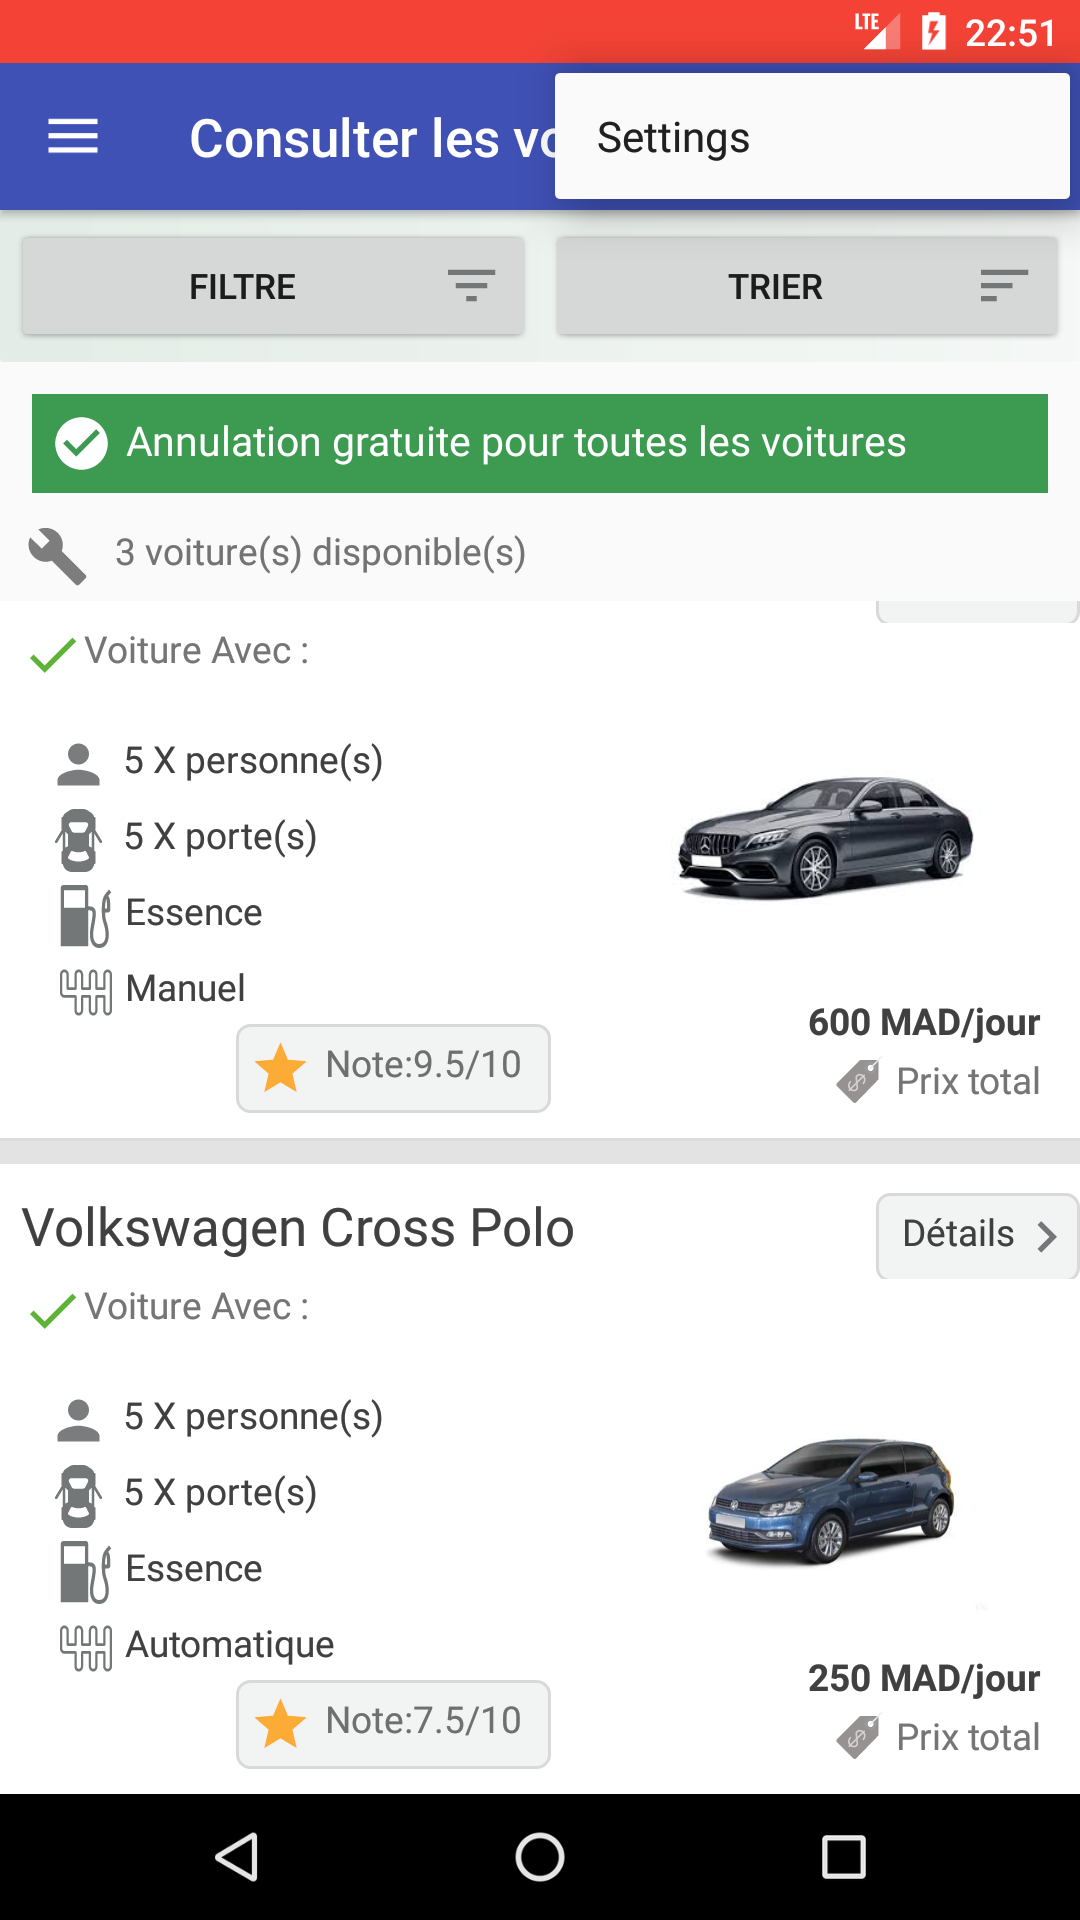 LTE 22:51
Consulter les vo
Settings
FILTRE
TRIER
Annulation gratuite pour toutes les voitures
3 voiture(s) disponible(s)
Voiture Avec :
5 X personne(s)
5 X porte(s)
Essence
Manuel
600 MAD/jour
Note:9.5/10
Prix total
Volkswagen Cross Polo
Détails
Voiture Avec :
5 X personne(s)
5 X porte(s)
Essence
Automatique
250 MAD/jour
Note:7.5/10
Prix total